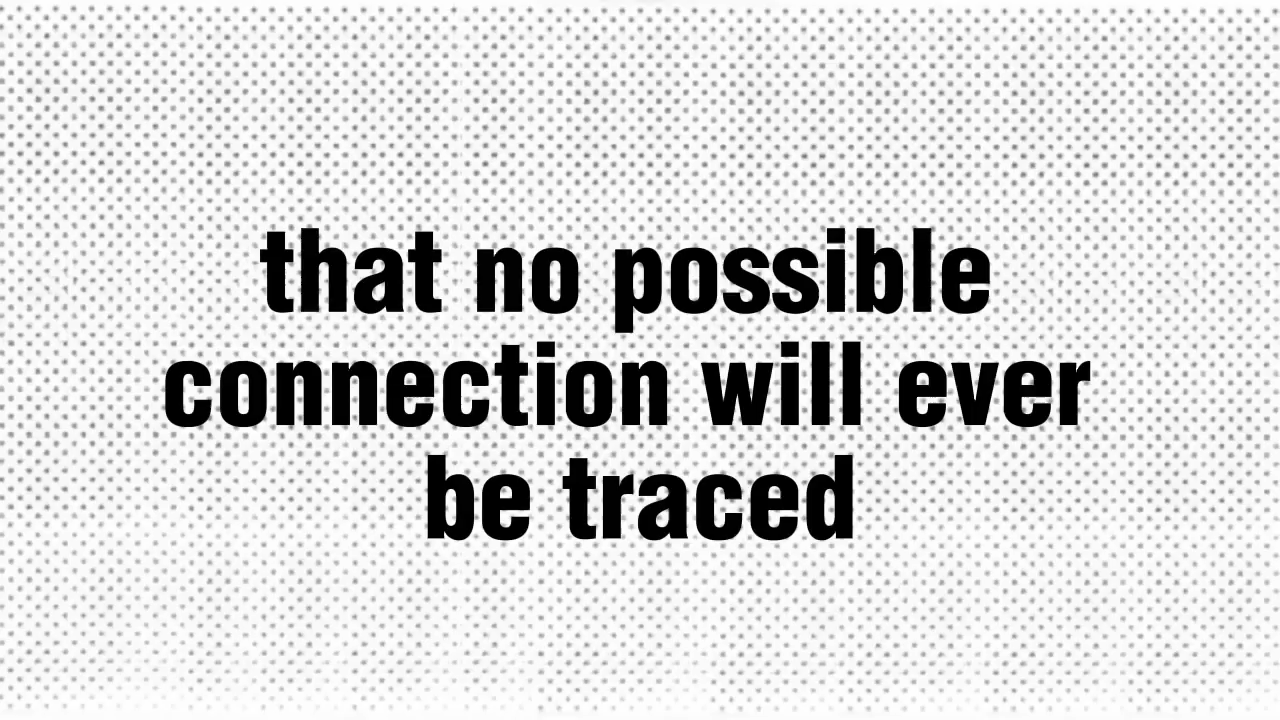 that no possible
connection will ever
be traced